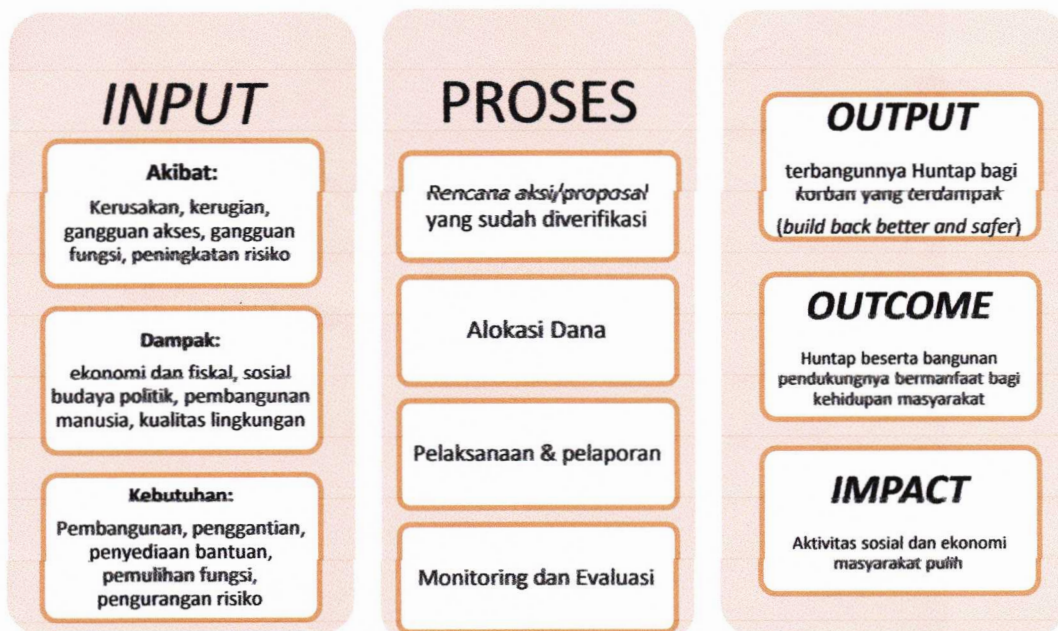 INPUT
Akibat:
Kerusakan, kerugian,
gangguan akses, gangguan
fungsi, peningkatan risiko
Dampak:
ekonomi dan fiskal, sosial
budaya politik, pembangunan
manusia, kualitas lingkungan
Kebutuhan:
Pembangunan, penggantian,
penyediaan bantuan,
pemulihan fungsi,
pengurangan risiko
PROSES
Rencana aksi/proposal
yang sudah diverifikasi
Alokasi Dana
Pelaksanaan & pelaporan
Monitoring dan Evaluasi
OUTPUT
terbangunnya Huntap bagi
korban yang terdampak
(build back better and safer)
OUTCOME
Huntap beserta bangunan
pendukungnya bermanfaat bagi
kehidupan masyarakat
IMPACT
Aktivitas sosial dan ekonomi
masyarakat pulih